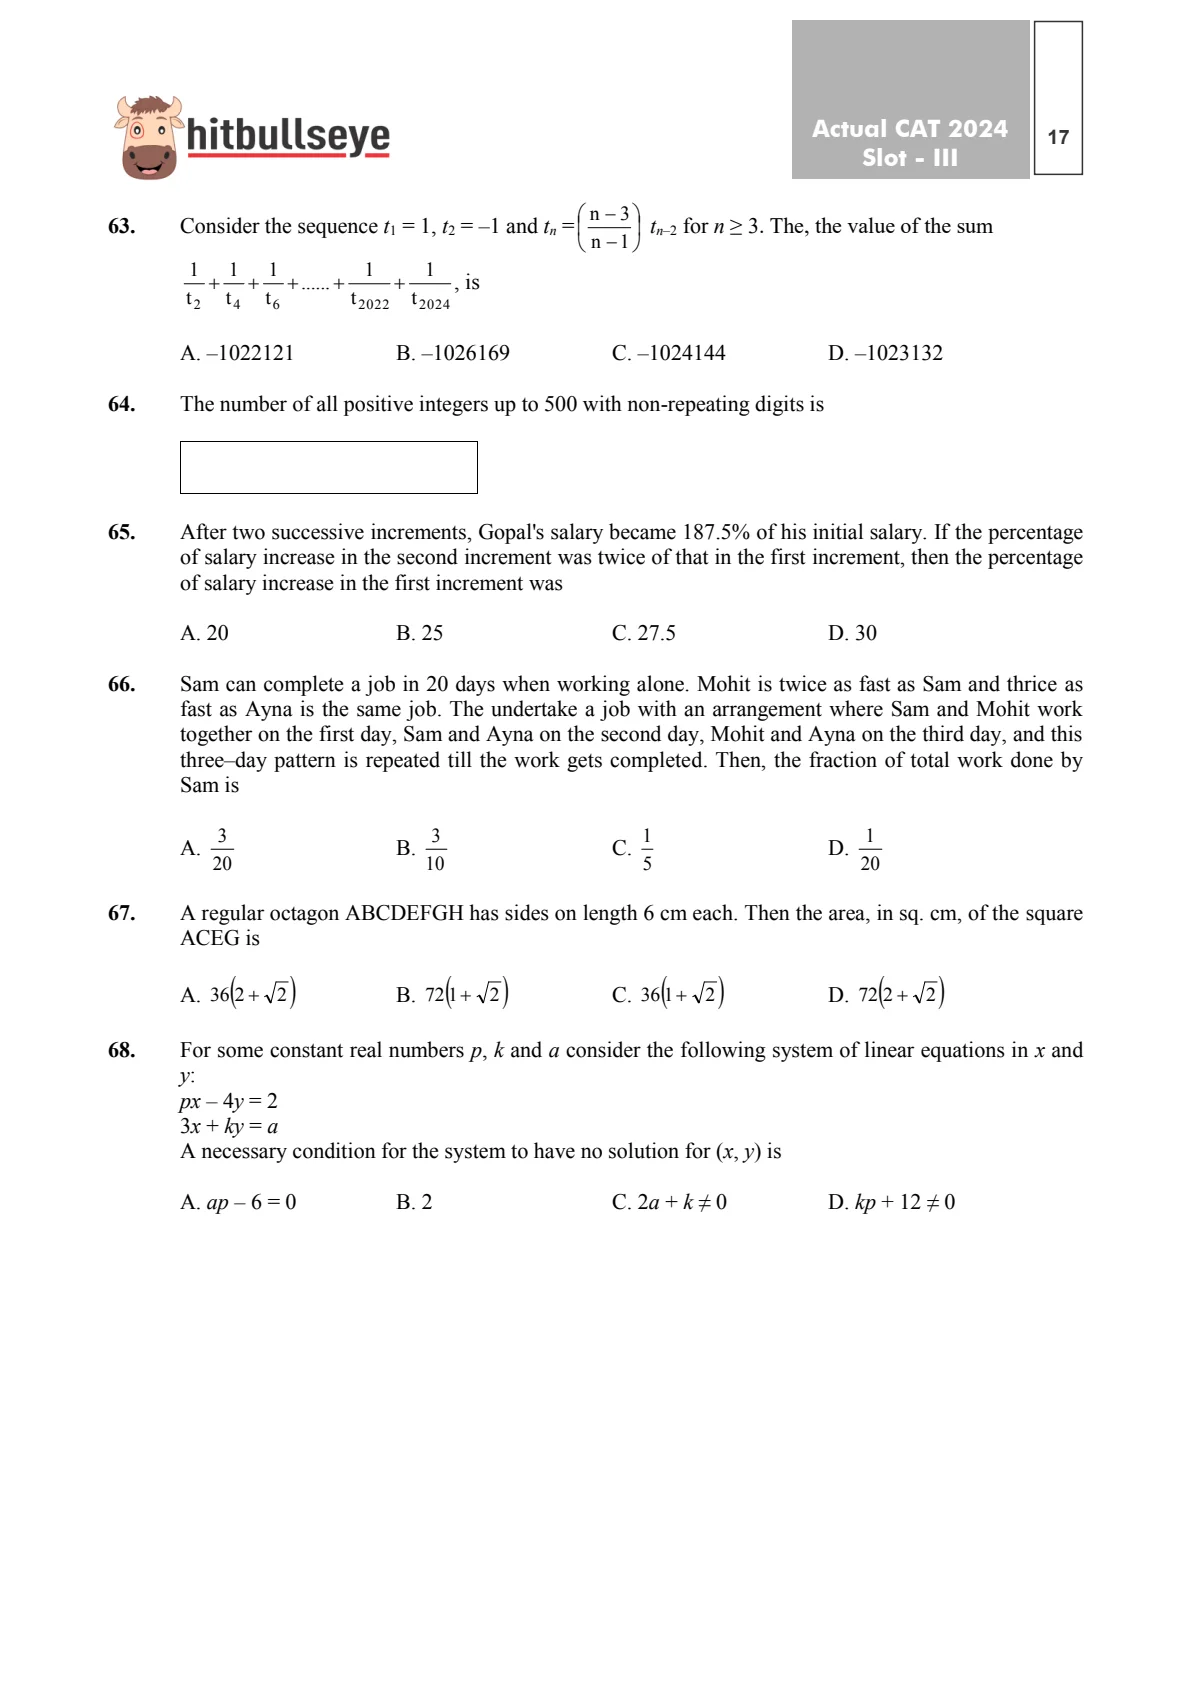 hitbullseye
Actual CAT 2024
Slot - III
17
63. Consider the sequence t₁ = 1, t₂ = –1 and tₙ = ((n – 3)/(n – 1)) tₙ₋₂ for n ≥ 3. The, the value of the sum
1/t₂ + 1/t₄ + 1/t₆ + ...... + 1/t₂₀₂₂ + 1/t₂₀₂₄, is
A. –1022121 B. –1026169 C. –1024144 D. –1023132
64. The number of all positive integers up to 500 with non-repeating digits is
65. After two successive increments, Gopal's salary became 187.5% of his initial salary. If the percentage
of salary increase in the second increment was twice of that in the first increment, then the percentage
of salary increase in the first increment was
A. 20 B. 25 C. 27.5 D. 30
66. Sam can complete a job in 20 days when working alone. Mohit is twice as fast as Sam and thrice as
fast as Ayna is the same job. The undertake a job with an arrangement where Sam and Mohit work
together on the first day, Sam and Ayna on the second day, Mohit and Ayna on the third day, and this
three–day pattern is repeated till the work gets completed. Then, the fraction of total work done by
Sam is
A. 3/20 B. 3/10 C. 1/5 D. 1/20
67. A regular octagon ABCDEFGH has sides on length 6 cm each. Then the area, in sq. cm, of the square
ACEG is
A. 36(2 + √2) B. 72(1 + √2) C. 36(1 + √2) D. 72(2 + √2)
68. For some constant real numbers p, k and a consider the following system of linear equations in x and
y:
px – 4y = 2
3x + ky = a
A necessary condition for the system to have no solution for (x, y) is
A. ap – 6 = 0 B. 2 C. 2a + k ≠ 0 D. kp + 12 ≠ 0